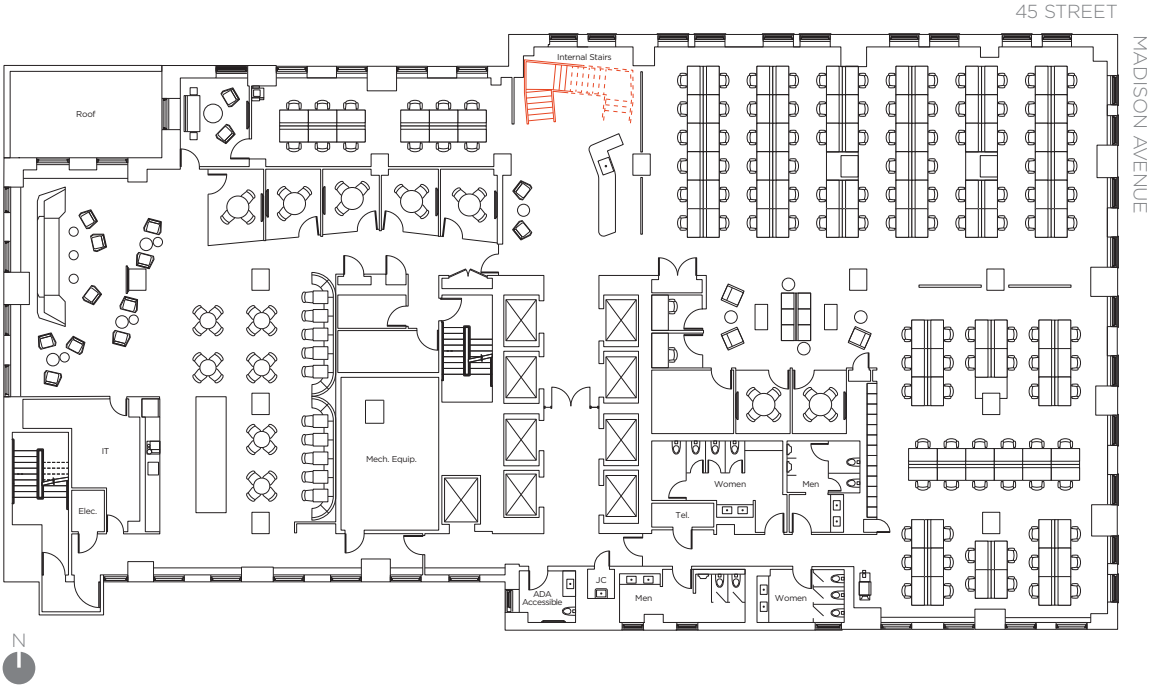 45 STREET
MADISON AVENUE
Internal Stairs
Roof
IT
Mech. Equip.
Women
Men
Elec.
Tel.
JC
ADA
Accessible
Men
Women
N